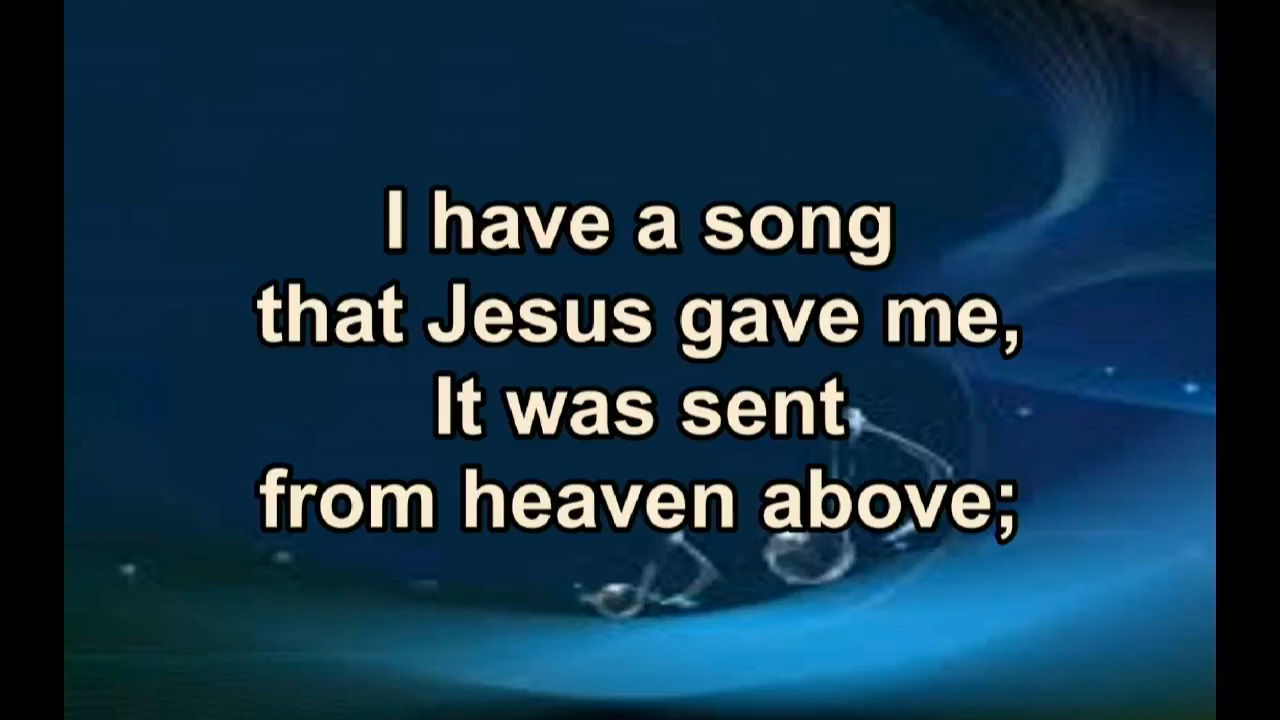 I have a song
that Jesus gave me,
It was sent
from heaven above;